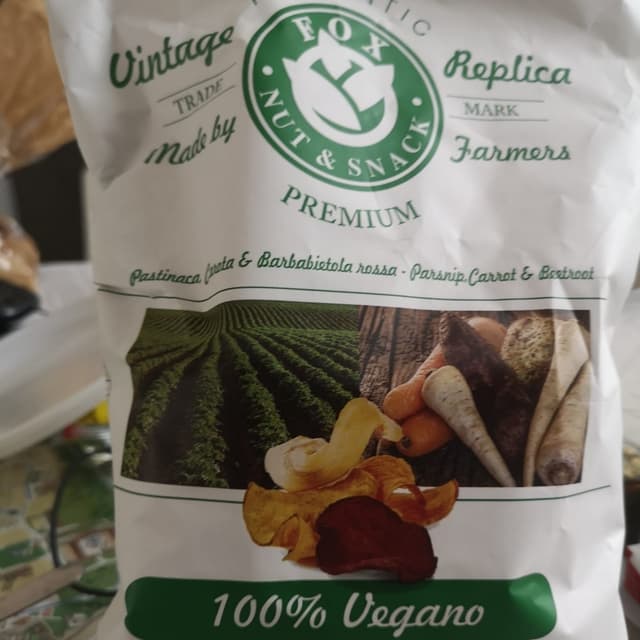 Vintage
TRADE
Made by
FOX
NUT & SNACK
Replica
MARK
Farmers
PREMIUM
Pastinaca, Carota & Barbabietola rossa - Parsnip, Carrot & Beetroot
100% Vegano